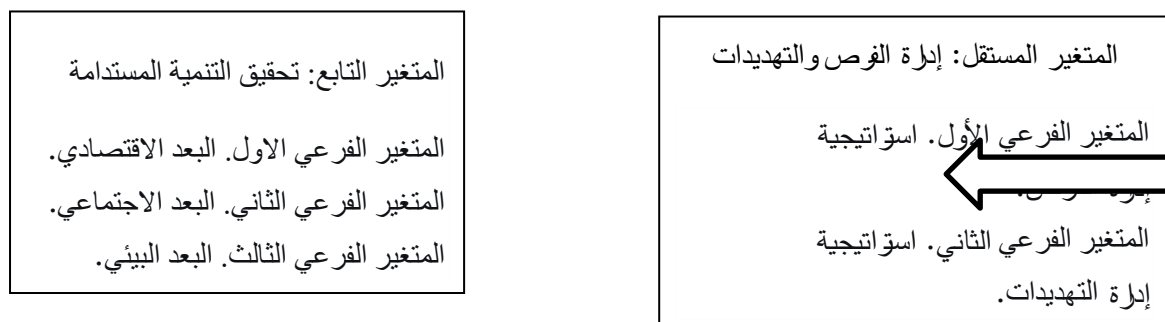 المتغير المستقل: إدارة الفرص والتهديدات
المتغير الفرعي الأول. استراتيجية
إدارة
المتغير الفرعي الثاني. استراتيجية
إدارة التهديدات.
المتغير التابع: تحقيق التنمية المستدامة
المتغير الفرعي الاول. البعد الاقتصادي.
المتغير الفرعي الثاني. البعد الاجتماعي.
المتغير الفرعي الثالث. البعد البيئي.